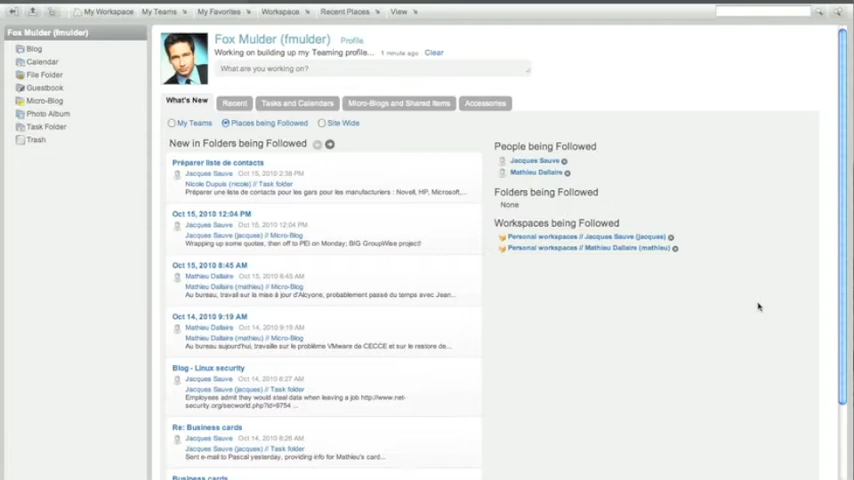 My Workspace My Teams My Favorites Workspace Recent Places View
Fox Mulder (fmulder)
Blog
Calendar
File Folder
Guestbook
Micro-Blog
Photo Album
Task Folder
Trash
Fox Mulder (fmulder) Profile
Working on building up my Teaming profile... 1 minute ago Clear
What are you working on?
What's New Recent Tasks and Calendars Micro-Blogs and Shared Items Accessories
My Teams Places being Followed Site Wide
New in Folders being Followed
Préparer liste de contacts
Jacques Sauve Oct 15, 2010 2:38 PM
Nicole Dupuis (nicole) // Task folder
Préparer une liste de contacts pour les gars pour les manufacturiers : Novell, HP, Microsoft,...
Oct 15, 2010 12:04 PM
Jacques Sauve Oct 15, 2010 12:04 PM
Jacques Sauve (jacques) // Micro-Blog
Wrapping up some quotes, then off to PEI on Monday; BIG GroupWise project!
Oct 15, 2010 8:45 AM
Mathieu Dallaire Oct 15, 2010 8:45 AM
Mathieu Dallaire (mathieu) // Micro-Blog
Au bureau, travail sur la mise à jour d'Alcyone, probablement passé du temps avec Jean...
Oct 14, 2010 9:19 AM
Mathieu Dallaire Oct 14, 2010 9:19 AM
Mathieu Dallaire (mathieu) // Micro-Blog
Au bureau aujourd'hui, travaille sur le problème VMware de CECCE et sur le restore de...
Blog - Linux security
Jacques Sauve Oct 14, 2010 8:27 AM
Jacques Sauve (jacques) // Task folder
Employees admit they would steal data when leaving a job http://www.net-
security.org/secworld.php?id=9754 ...
Re: Business cards
Jacques Sauve Oct 14, 2010 8:26 AM
Jacques Sauve (jacques) // Task folder
Sent e-mail to Pascal yesterday, providing info for Mathieu's card...
Business cards
People being Followed
Jacques Sauve
Mathieu Dallaire
Folders being Followed
None
Workspaces being Followed
Personal workspaces // Jacques Sauve (jacques)
Personal workspaces // Mathieu Dallaire (mathieu)